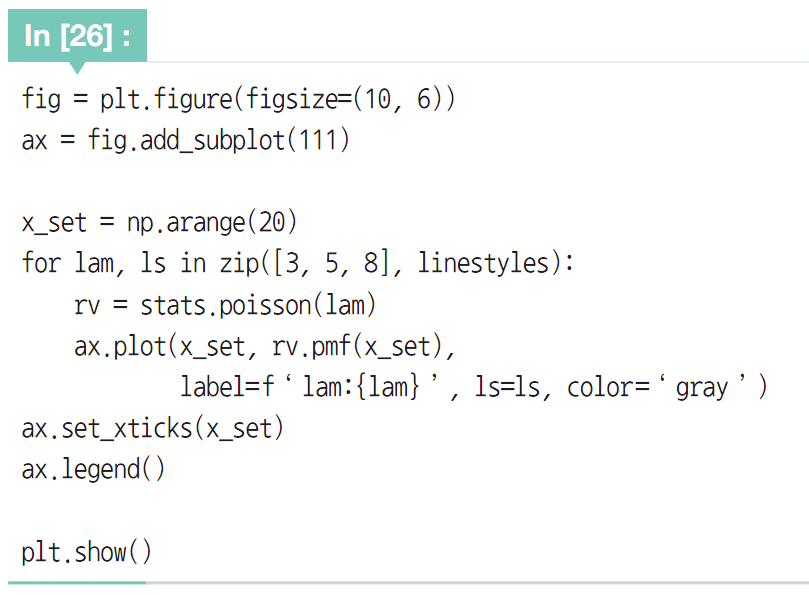 In [26] :
fig = plt.figure(figsize=(10, 6))
ax = fig.add_subplot(111)
x_set = np.arange(20)
for lam, ls in zip([3, 5, 8], linestyles):
    rv = stats.poisson(lam)
    ax.plot(x_set, rv.pmf(x_set),
            label=f ‘ lam:{lam} ’ , ls=ls, color= ‘ gray ’ )
ax.set_xticks(x_set)
ax.legend()
plt.show()